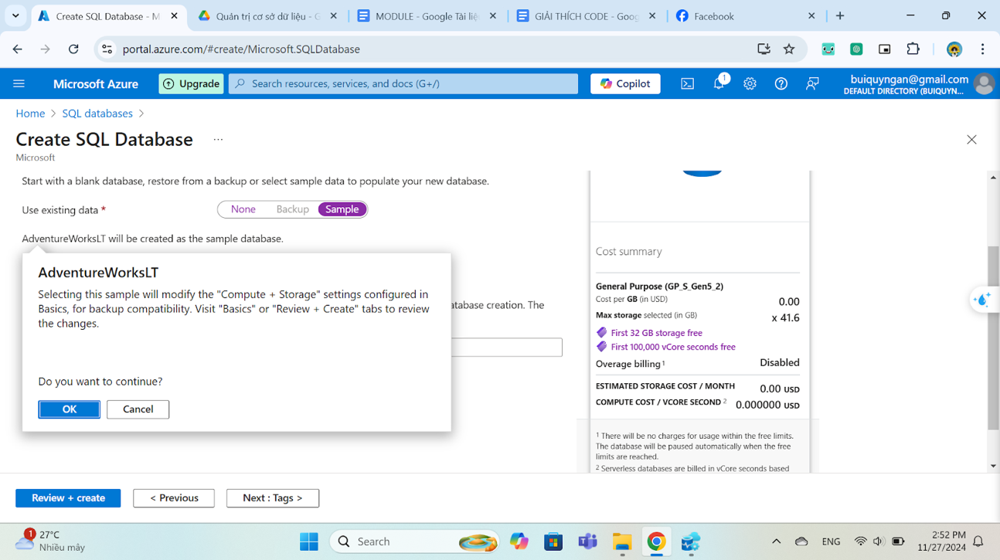 Create SQL Database - M
Quản trị cơ sở dữ liệu - G
MODULE - Google Tài liệ
GIẢI THÍCH CODE - Goog
Facebook
portal.azure.com/#create/Microsoft.SQLDatabase
Microsoft Azure
Upgrade
Search resources, services, and docs (G+/)
Copilot
1
buiquyngan@gmail.com
DEFAULT DIRECTORY (BUIQUYN...
Home > SQL databases >
Create SQL Database ...
Microsoft
Start with a blank database, restore from a backup or select sample data to populate your new database.
Use existing data *
None Backup Sample
AdventureWorksLT will be created as the sample database.
AdventureWorksLT
Selecting this sample will modify the "Compute + Storage" settings configured in
Basics, for backup compatibility. Visit "Basics" or "Review + Create" tabs to review
the changes.
Do you want to continue?
OK Cancel
atabase creation. The
Cost summary
General Purpose (GP_S_Gen5_2)
Cost per GB (in USD) 0.00
Max storage selected (in GB) x 41.6
First 32 GB storage free
First 100,000 vCore seconds free
Overage billing 1 Disabled
ESTIMATED STORAGE COST / MONTH 0.00 USD
COMPUTE COST / VCORE SECOND 2 0.000000 USD
1 There will be no charges for usage within the free limits.
The database will be paused automatically when the free
limits are reached.
2 Serverless databases are billed in vCore seconds based
Review + create < Previous Next : Tags >
1
27°C
Nhiều mây
Search
ENG
2:52 PM
11/27/2024